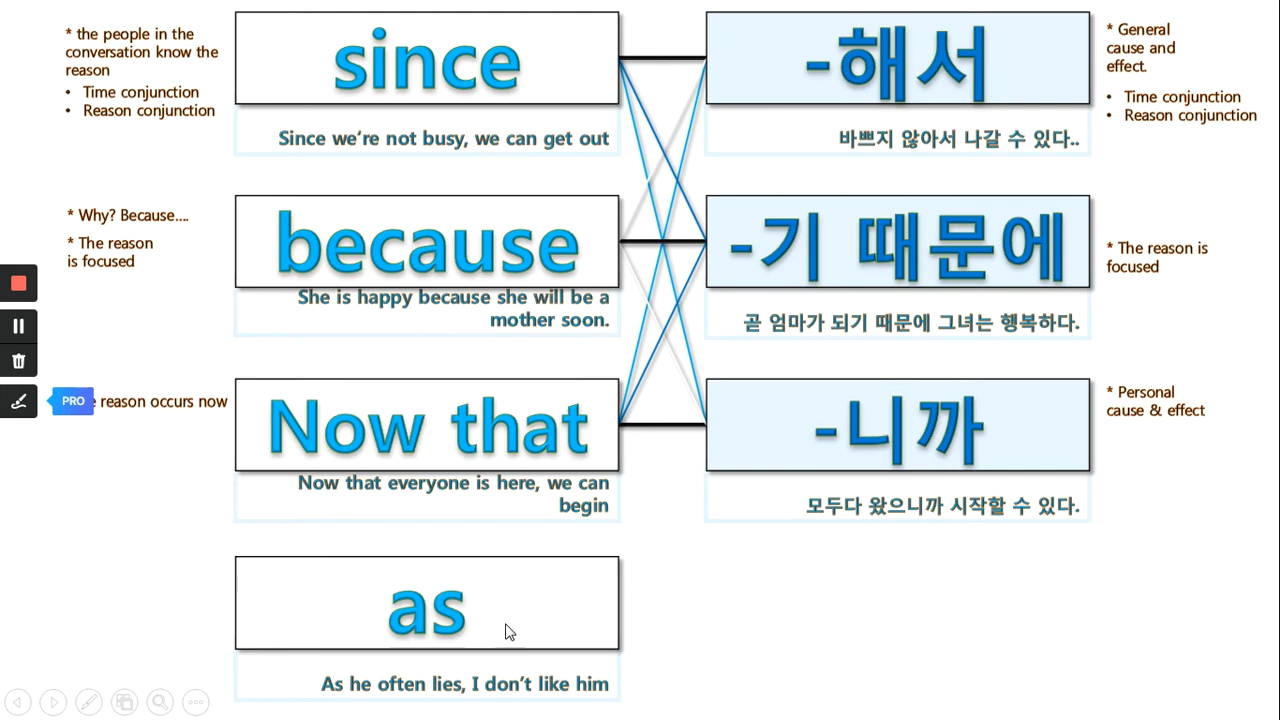 * the people in the
conversation know the
reason
• Time conjunction
• Reason conjunction
since
Since we're not busy, we can get out
-해서
바쁘지 않아서 나갈 수 있다..
* General
cause and
effect.
• Time conjunction
• Reason conjunction
* Why? Because....
* The reason
is focused
because
She is happy because she will be a
mother soon.
-기 때문에
곧 엄마가 되기 때문에 그녀는 행복하다.
* The reason is
focused
PRO
reason occurs now
Now that
Now that everyone is here, we can
begin
-니까
모두다 왔으니까 시작할 수 있다.
* Personal
cause & effect
as
As he often lies, I don't like him